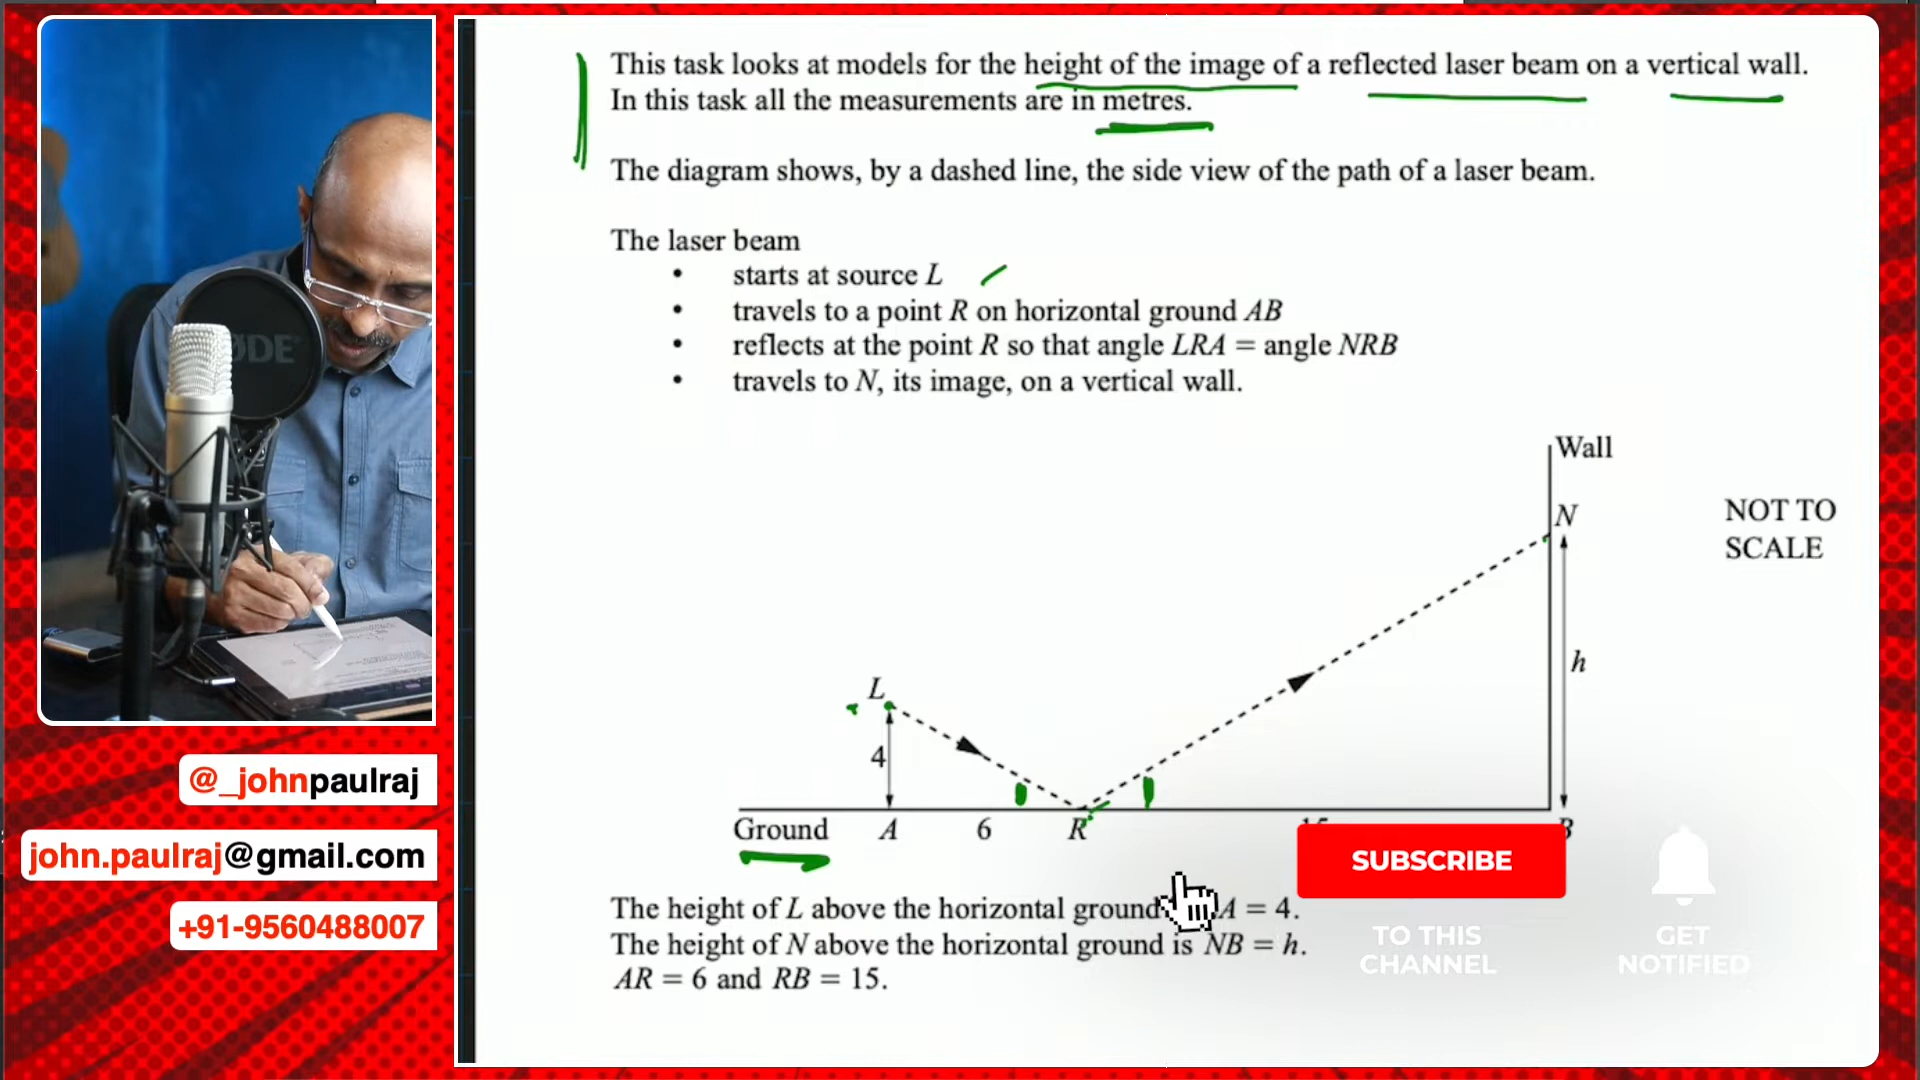 This task looks at models for the height of the image of a reflected laser beam on a vertical wall.
In this task all the measurements are in metres.
The diagram shows, by a dashed line, the side view of the path of a laser beam.
The laser beam
• starts at source L
• travels to a point R on horizontal ground AB
• reflects at the point R so that angle LRA = angle NRB
• travels to N, its image, on a vertical wall.
Wall
N
NOT TO
SCALE
h
L
4
Ground A 6 R 15 B
The height of L above the horizontal ground A = 4.
The height of N above the horizontal ground is NB = h.
AR = 6 and RB = 15.
SUBSCRIBE
TO THIS
CHANNEL
GET
NOTIFIED
RØDE
@_johnpaulraj
john.paulraj@gmail.com
+91-9560488007